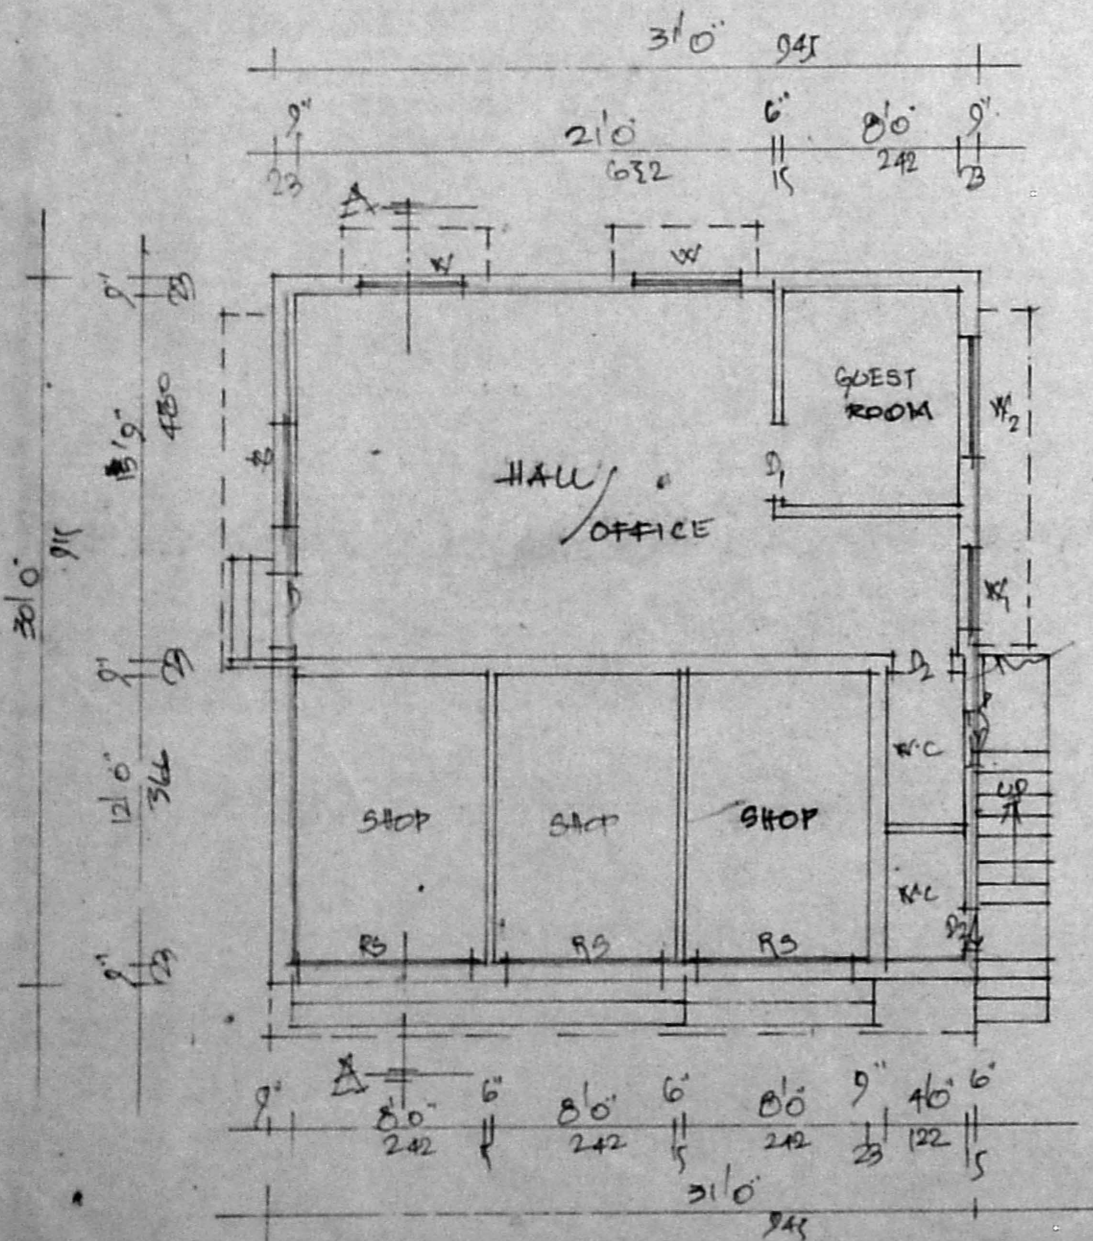 31'0" 945
9" 21'0" 6" 8'0" 9"
23 632 15 242 23
A
W W
9" 23
GUEST
ROOM
W2
480
D1
HALL /
OFFICE
30'0"
915
W1
9" 23
D2
12'0"
366
W.C
UP
SHOP SHOP SHOP
W.C
RS RS RS
D2
9" 23
A
9" 8'0" 6" 8'0" 6" 8'0" 9" 4'0" 6"
242 242 15 242 23 122 15
31'0"
945